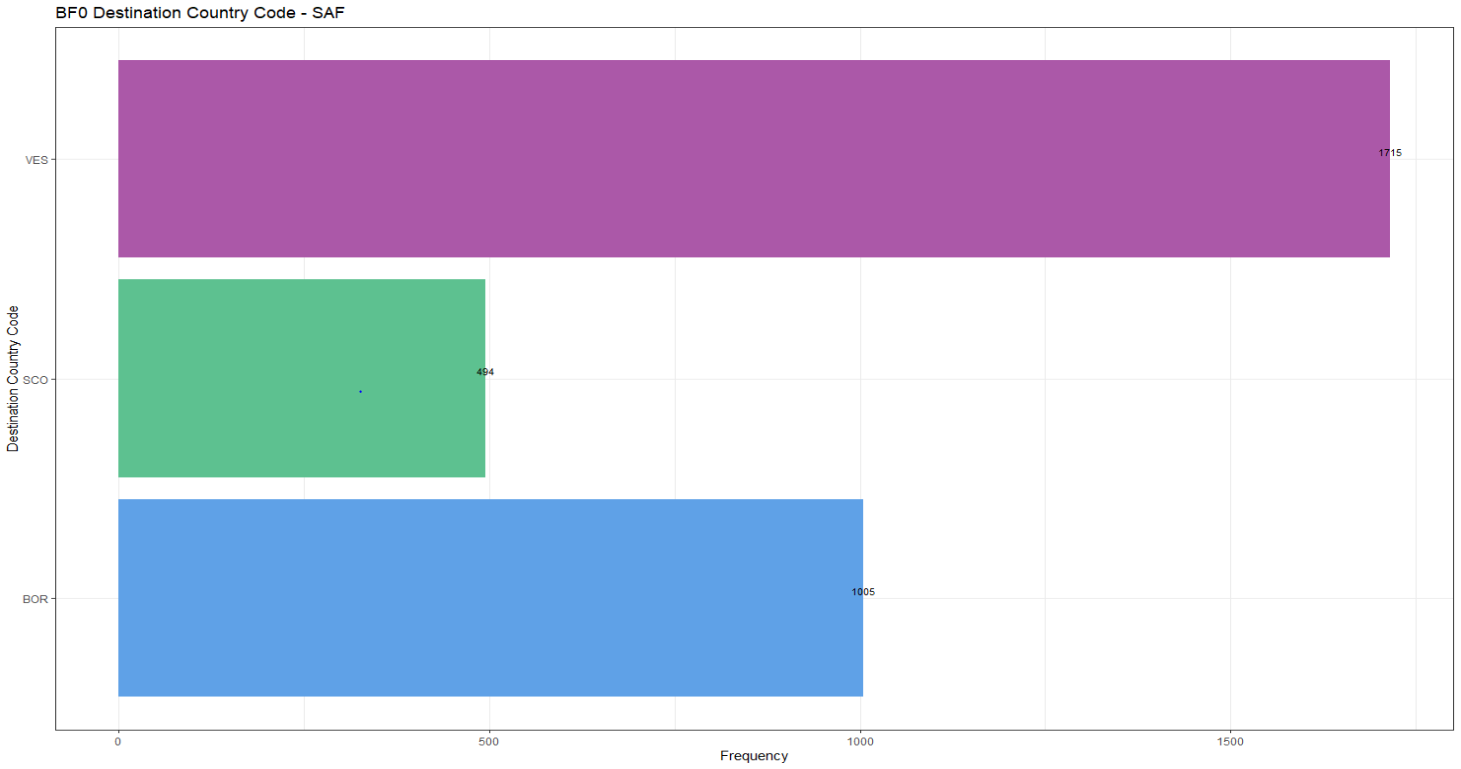 BF0 Destination Country Code - SAF
VES
1715
Destination Country Code
SCO
494
BOR
1005
0 500 1000 1500
Frequency